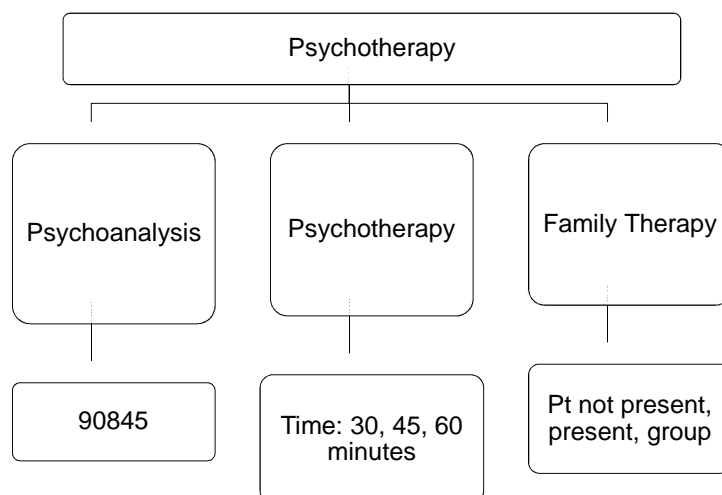 Psychotherapy
Psychoanalysis
Psychotherapy
Family Therapy
90845
Time: 30, 45, 60
minutes
Pt not present,
present, group